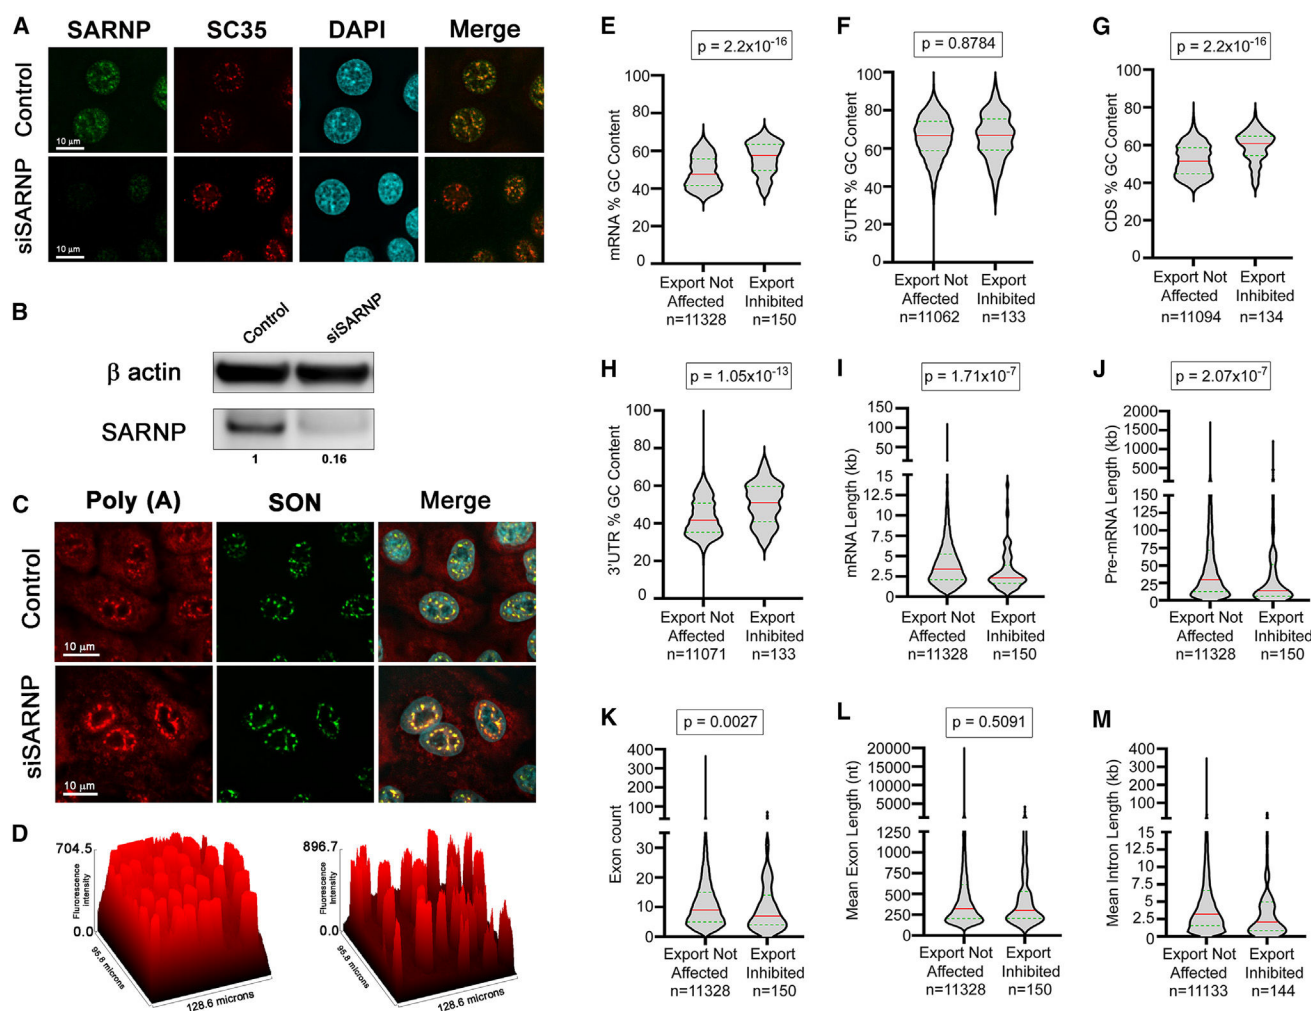 A
SARNP SC35 DAPI Merge
Control
10 μm
siSARNP
10 μm
B
Control siSARNP
β actin
SARNP
1 0.16
C
Poly (A) SON Merge
Control
10 μm
siSARNP
10 μm
D
704.5
Flurorescence
intensity
0.0
95.8 microns
128.6 microns
896.7
Fluorescence
Intensity
0.0
95.8 microns
128.6 microns
E
p = 2.2x10-16
mRNA % GC Content
100
80
60
40
20
0
Export Not Export
Affected Inhibited
n=11328 n=150
F
p = 0.8784
5'UTR % GC Content
100
80
60
40
20
0
Export Not Export
Affected Inhibited
n=11062 n=133
G
p = 2.2x10-16
CDS % GC Content
100
80
60
40
20
0
Export Not Export
Affected Inhibited
n=11094 n=134
H
p = 1.05x10-13
3'UTR % GC Content
100
80
60
40
20
0
Export Not Export
Affected Inhibited
n=11071 n=133
I
p = 1.71x10-7
mRNA Length (kb)
150
100
50
15
12.5
10
7.5
5
2.5
0
Export Not Export
Affected Inhibited
n=11328 n=150
J
p = 2.07x10-7
Pre-mRNA Length (kb)
2000
1500
1000
500
150
125
100
75
50
25
0
Export Not Export
Affected Inhibited
n=11328 n=150
K
p = 0.0027
Exon count
400
300
200
100
30
20
10
0
Export Not Export
Affected Inhibited
n=11328 n=150
L
p = 0.5091
Mean Exon Length (nt)
20000
15000
10000
5000
1250
1000
750
500
250
0
Export Not Export
Affected Inhibited
n=11328 n=150
M
Mean Intron Length (kb)
400
300
200
100
15
12.5
10
7.5
5
2.5
0
Export Not Export
Affected Inhibited
n=11133 n=144